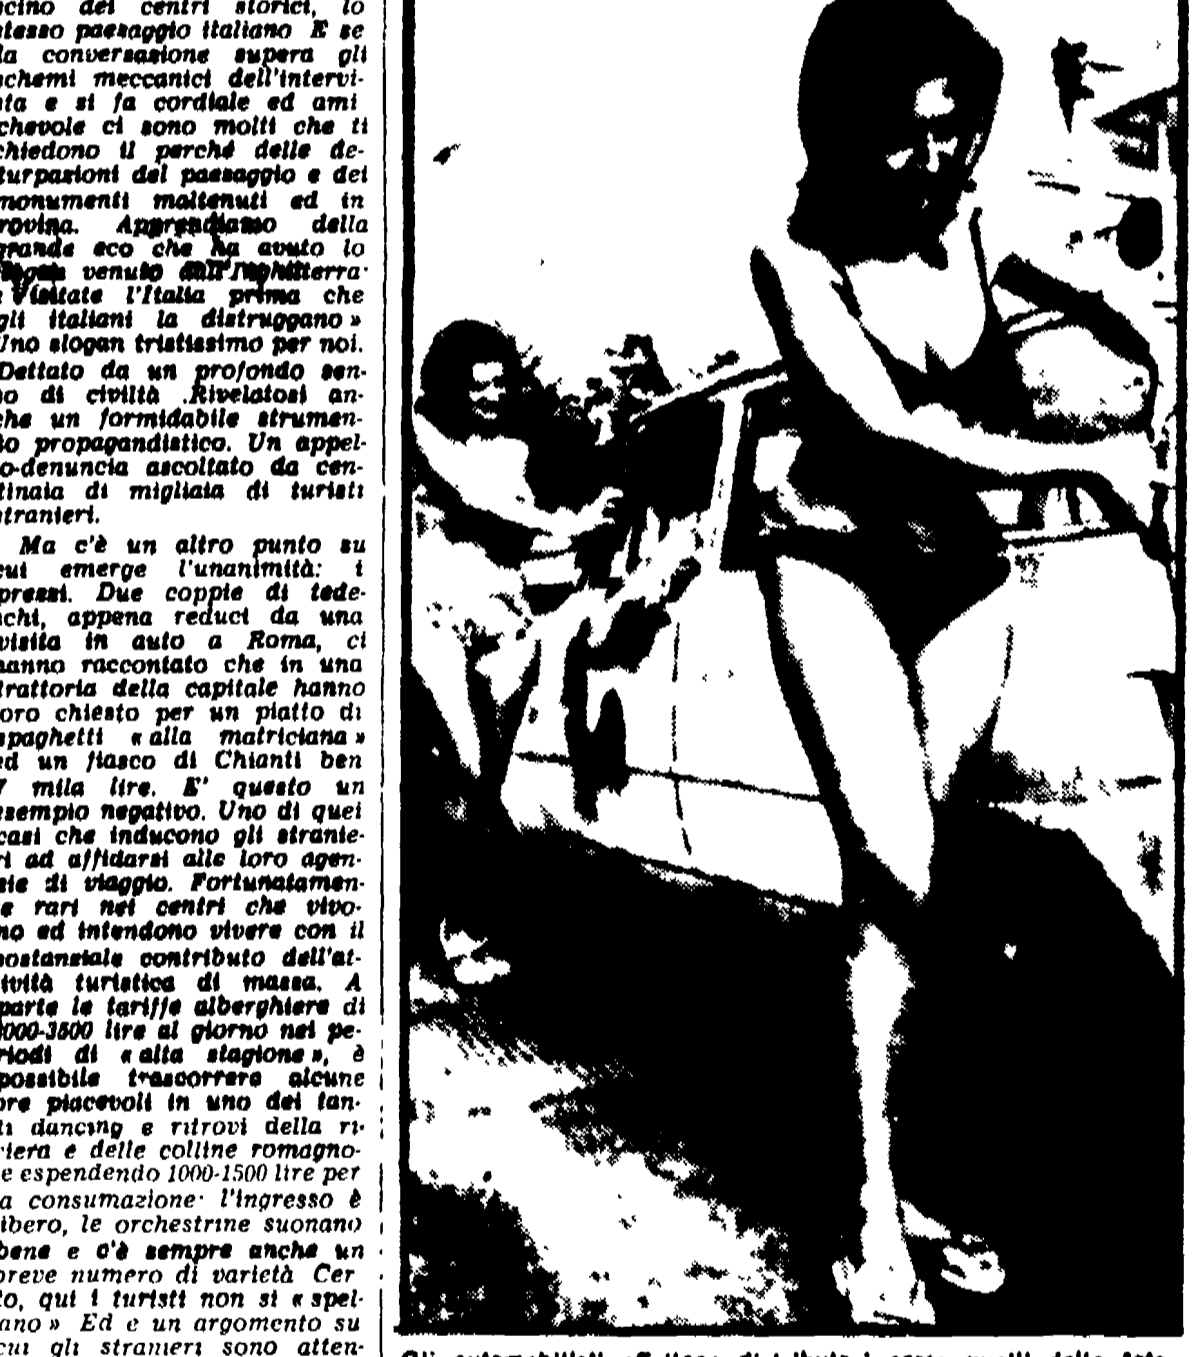 icino dei centri storici, lo
stesso paesaggio italiano E se
la conversazione supera gli
schemi meccanici dell'intervi-
sta e si fa cordiale ed ami
chevole ci sono molti che ti
chiedono il perché delle de-
turpazioni del paesaggio e dei
monumenti maltenuti ed in
rovina. Apprendiamo della
grande eco che ha avuto lo
slogan venuto dall'Inghilterra·
« Visitate l'Italia prima che
gli italiani la distruggano »
Uno slogan tristissimo per noi.
Dettato da un profondo sen-
so di civiltà .Rivelatosi an-
che un formidabile strumen-
to propagandistico. Un appel-
lo-denuncia ascoltato da cen-
tinaia di migliaia di turisti
stranieri.
Ma c'è un altro punto su
cui emerge l'unanimità: i
prezzi. Due coppie di tede-
schi, appena reduci da una
visita in auto a Roma, ci
hanno raccontato che in una
trattoria della capitale hanno
loro chiesto per un piatto di
spaghetti « alla matriciana »
ed un fiasco di Chianti ben
7 mila lire. E' questo un
esempio negativo. Uno di quei
casi che inducono gli stranie-
ri ad affidarsi alle loro agen-
zie di viaggio. Fortunatamen-
te rari nei centri che vivo-
no ed intendono vivere con il
sostanziale contributo dell'at-
tività turistica di massa. A
parte le tariffe alberghiere di
000-3500 lire al giorno nei pe-
riodi di « alta stagione », è
possibile trascorrere alcune
ore piacevoli in uno dei tan-
ti dancing e ritrovi della ri-
viera e delle colline romagno-
le espendendo 1000-1500 lire per
la consumazione· l'ingresso è
libero, le orchestrine suonano
bene e c'è sempre anche un
breve numero di varietà Cer
to, qui i turisti non si « spel-
lano » Ed e un argomento su
cui gli stranieri sono atten-
Gli automobilisti